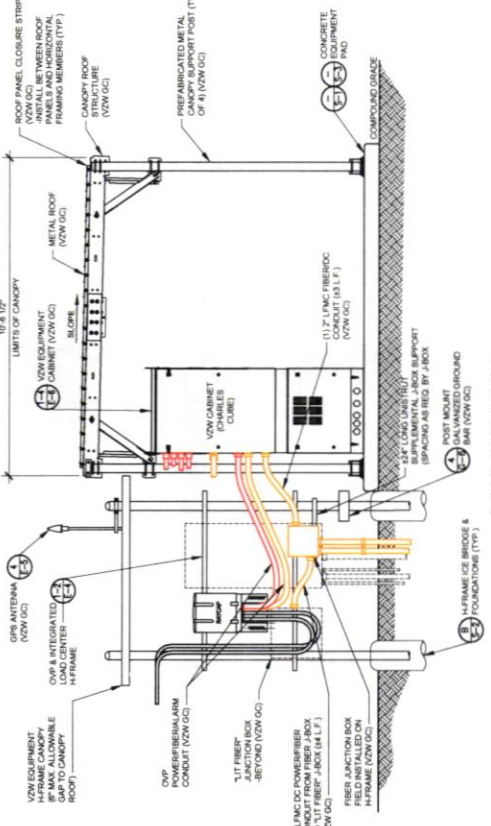 10'-6 1/2"
LIMITS OF CANOPY
ROOF PANEL CLOSURE STRIP
(VZW GC)
-INSTALL BETWEEN ROOF
PANELS AND HORIZONTAL
FRAMING MEMBERS (TYP.)
CANOPY ROOF
STRUCTURE
(VZW GC)
PREFABRICATED METAL
CANOPY SUPPORT POST (T
OF 4) (VZW GC)
CONCRETE
EQUIPMENT
PAD
COMPOUND GRADE
METAL ROOF
(VZW GC)
SLOPE
VZW EQUIPMENT
CABINET (VZW GC)
VZW CABINET
(CHARLES
CUBE)
(1) 2" LFMC FIBER/DC
CONDUIT (±3 L.F.)
(VZW GC)
±24" LONG UNISTRUT
SUPPLEMENTAL J-BOX SUPPORT
(SPACING AS REQ. BY J-BOX
POST MOUNT
GALVANIZED GROUND
BAR (VZW GC)
H-FRAME ICE BRIDGE &
FOUNDATIONS (TYP.)
B
S-2
GPS ANTENNA
(VZW GC)
OVP & INTEGRATED
LOAD CENTER
H-FRAME
VZW EQUIPMENT
H-FRAME CANOPY
(6" MAX. ALLOWABLE
GAP TO CANOPY
ROOF)
RAYCAP
OVP
POWER/FIBER/ALARM
CONDUIT (VZW GC)
"LIT FIBER"
JUNCTION BOX
-BEYOND (VZW GC)
LFMC DC POWER/FIBER
ONDUIT FROM FIBER J-BOX
"LIT FIBER" J-BOX (±4 L.F.)
ZW GC)
FIBER JUNCTION BOX
FIELD INSTALLED ON
H-FRAME (VZW GC)